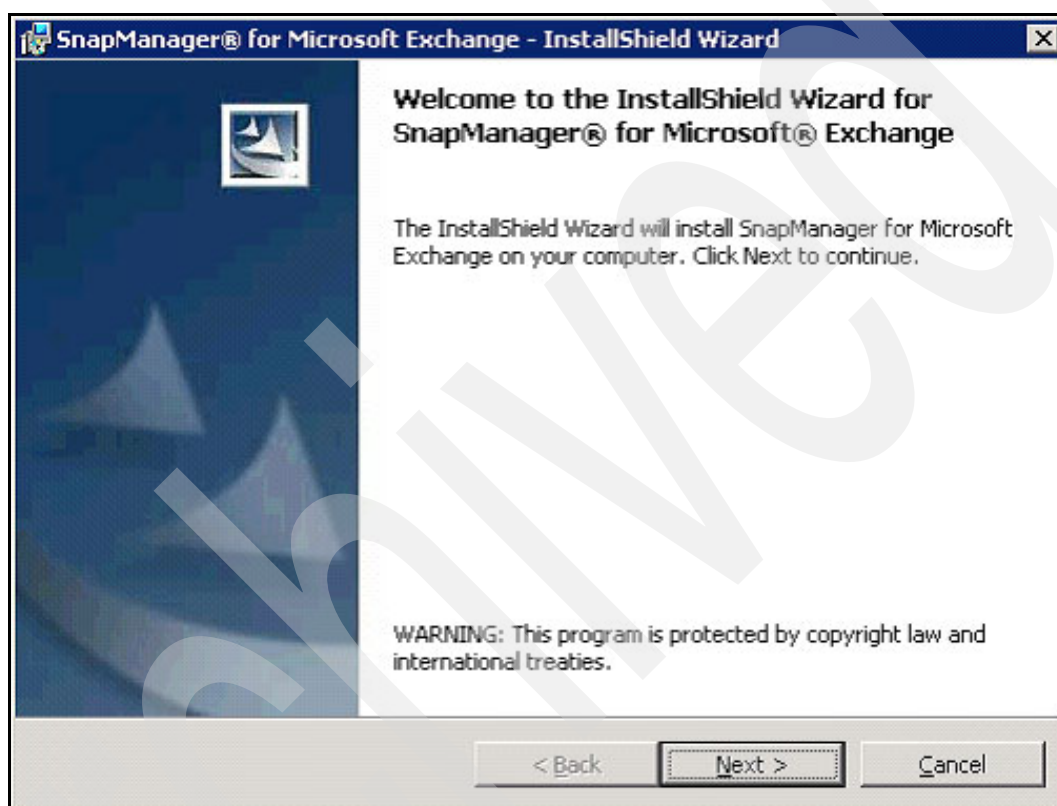 SnapManager® for Microsoft Exchange - InstallShield Wizard
Welcome to the InstallShield Wizard for
SnapManager® for Microsoft® Exchange
The InstallShield Wizard will install SnapManager for Microsoft
Exchange on your computer. Click Next to continue.
WARNING: This program is protected by copyright law and
international treaties.
< Back
Next >
Cancel